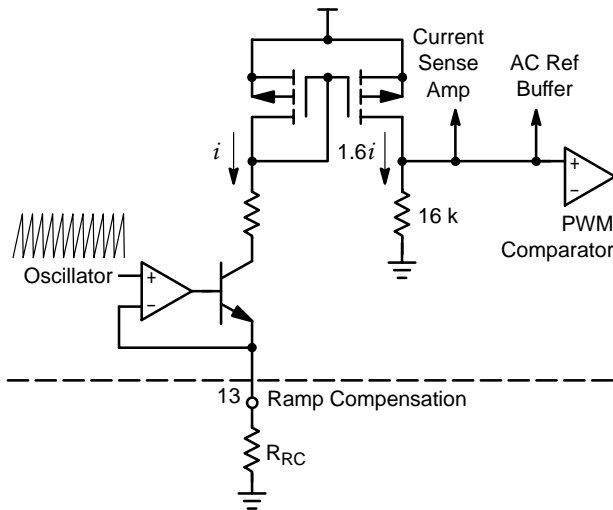 Current
Sense
Amp
AC Ref
Buffer
i
1.6i
+
−
16 k
PWM
Comparator
Oscillator
+
−
13
Ramp Compensation
RRC